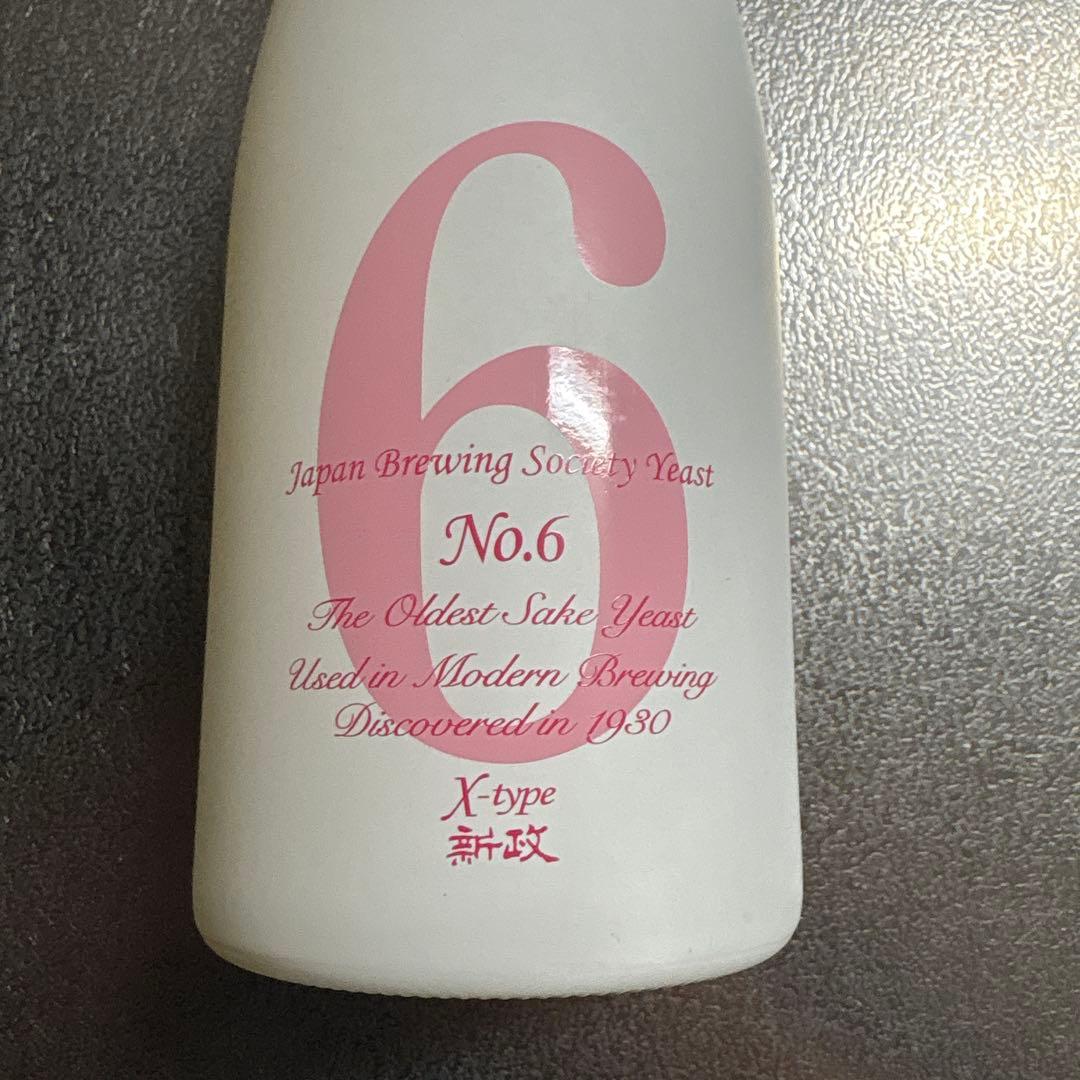 6
Japan Brewing Society Yeast
No.6
The Oldest Sake Yeast
Used in Modern Brewing
Discovered in 1930
X-type
新政